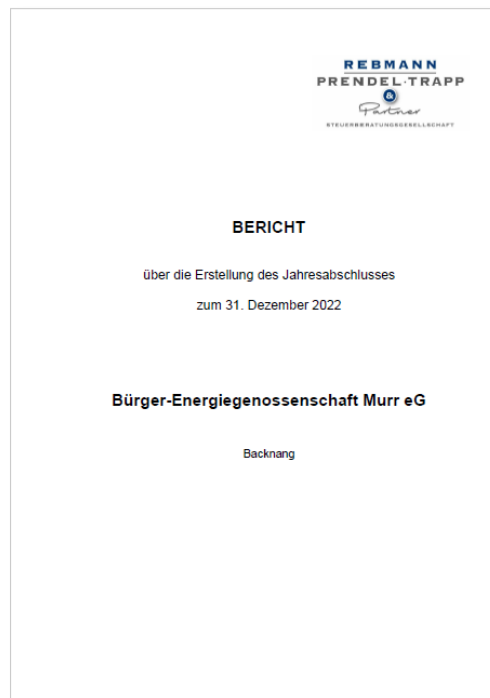 REBMANN
PRENDEL·TRAPP
&
Partner
STEUERBERATUNGSGESELLSCHAFT
BERICHT
über die Erstellung des Jahresabschlusses
zum 31. Dezember 2022
Bürger-Energiegenossenschaft Murr eG
Backnang